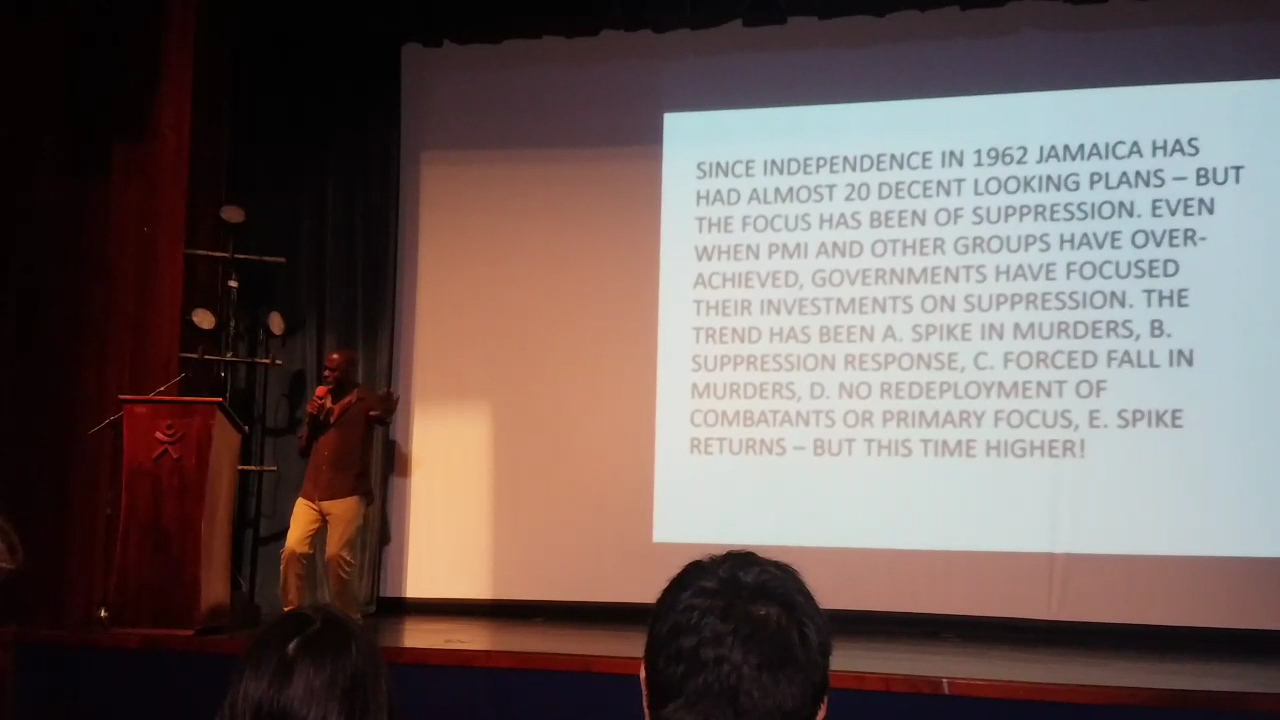 SINCE INDEPENDENCE IN 1962 JAMAICA HAS
HAD ALMOST 20 DECENT LOOKING PLANS – BUT
THE FOCUS HAS BEEN OF SUPPRESSION. EVEN
WHEN PMI AND OTHER GROUPS HAVE OVER-
ACHIEVED, GOVERNMENTS HAVE FOCUSED
THEIR INVESTMENTS ON SUPPRESSION. THE
TREND HAS BEEN A. SPIKE IN MURDERS, B.
SUPPRESSION RESPONSE, C. FORCED FALL IN
MURDERS, D. NO REDEPLOYMENT OF
COMBATANTS OR PRIMARY FOCUS, E. SPIKE
RETURNS – BUT THIS TIME HIGHER!